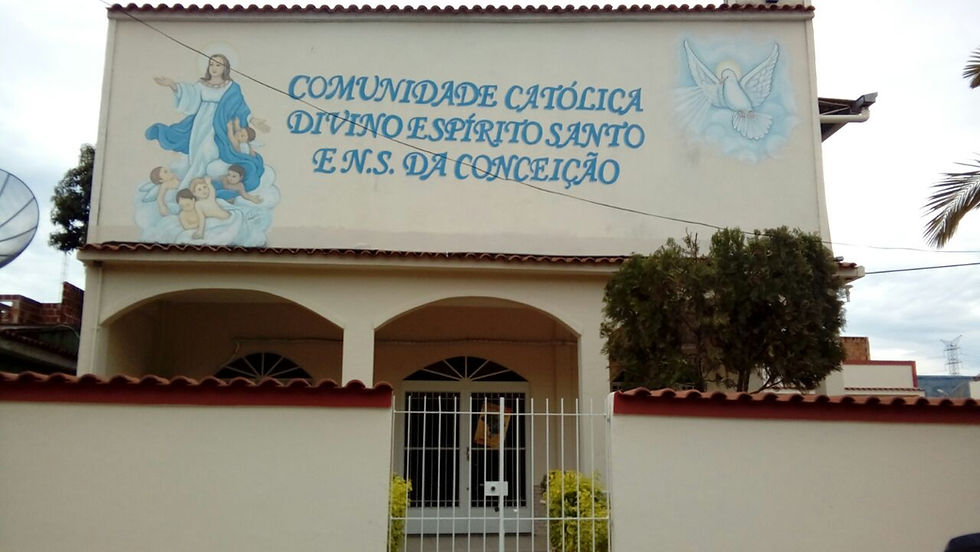 COMUNIDADE CATÓLICA
DIVINO ESPÍRITO SANTO
E N.S. DA CONCEIÇÃO